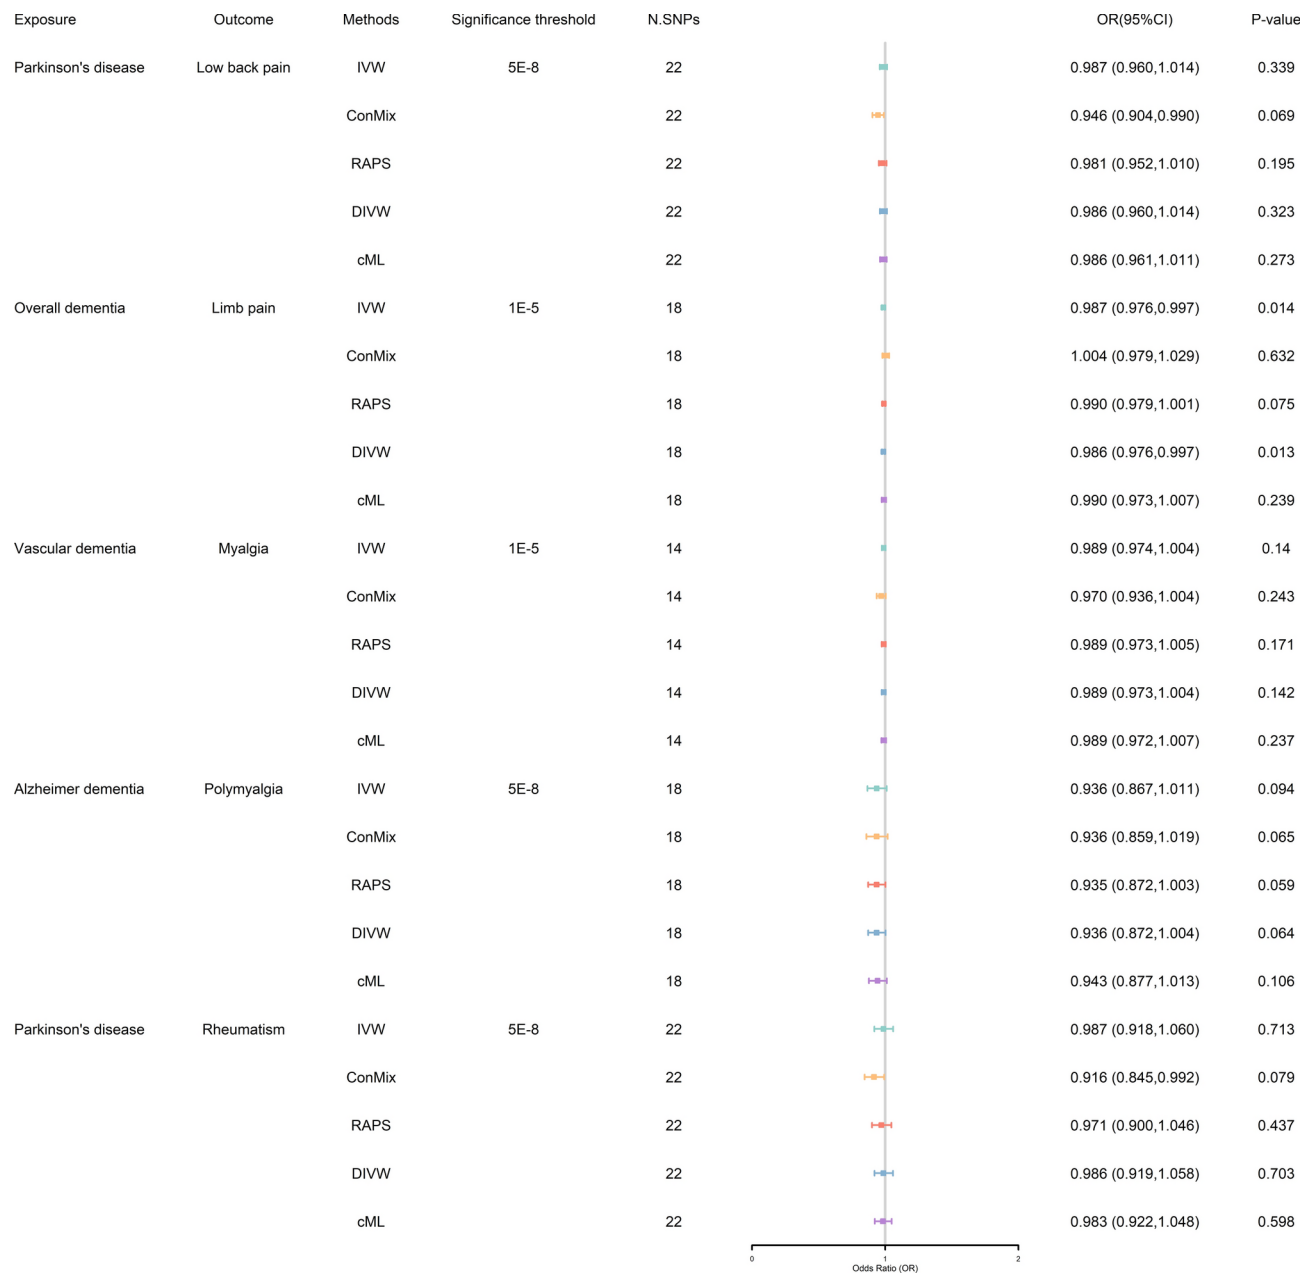 Exposure Outcome Methods Significance threshold N.SNPs OR(95%CI) P-value
Parkinson's disease Low back pain IVW 5E-8 22 0.987 (0.960,1.014) 0.339
ConMix 22 0.946 (0.904,0.990) 0.069
RAPS 22 0.981 (0.952,1.010) 0.195
DIVW 22 0.986 (0.960,1.014) 0.323
cML 22 0.986 (0.961,1.011) 0.273
Overall dementia Limb pain IVW 1E-5 18 0.987 (0.976,0.997) 0.014
ConMix 18 1.004 (0.979,1.029) 0.632
RAPS 18 0.990 (0.979,1.001) 0.075
DIVW 18 0.986 (0.976,0.997) 0.013
cML 18 0.990 (0.973,1.007) 0.239
Vascular dementia Myalgia IVW 1E-5 14 0.989 (0.974,1.004) 0.14
ConMix 14 0.970 (0.936,1.004) 0.243
RAPS 14 0.989 (0.973,1.005) 0.171
DIVW 14 0.989 (0.973,1.004) 0.142
cML 14 0.989 (0.972,1.007) 0.237
Alzheimer dementia Polymyalgia IVW 5E-8 18 0.936 (0.867,1.011) 0.094
ConMix 18 0.936 (0.859,1.019) 0.065
RAPS 18 0.935 (0.872,1.003) 0.059
DIVW 18 0.936 (0.872,1.004) 0.064
cML 18 0.943 (0.877,1.013) 0.106
Parkinson's disease Rheumatism IVW 5E-8 22 0.987 (0.918,1.060) 0.713
ConMix 22 0.916 (0.845,0.992) 0.079
RAPS 22 0.971 (0.900,1.046) 0.437
DIVW 22 0.986 (0.919,1.058) 0.703
cML 22 0.983 (0.922,1.048) 0.598
0 1 2
Odds Ratio (OR)